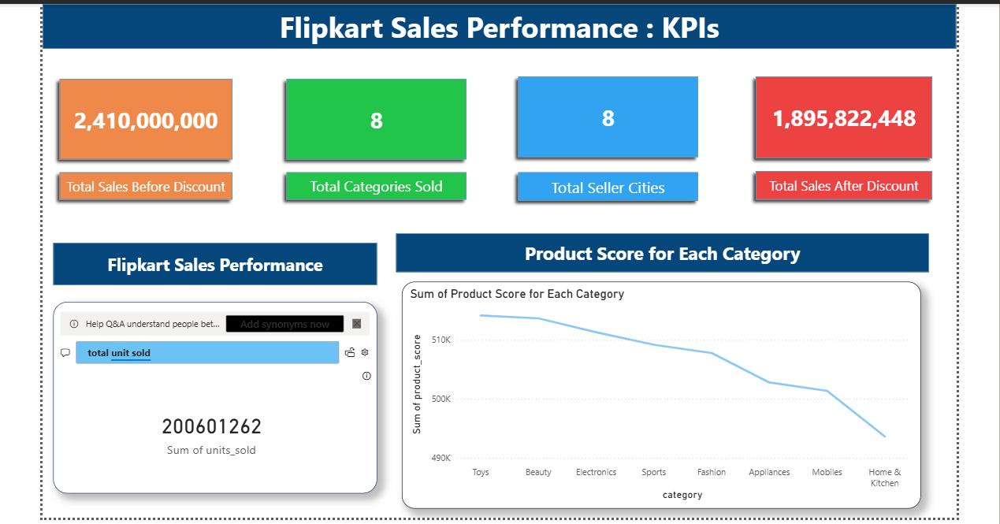 Flipkart Sales Performance : KPIs
2,410,000,000
8
8
1,895,822,448
Total Sales Before Discount
Total Categories Sold
Total Seller Cities
Total Sales After Discount
Flipkart Sales Performance
Help Q&A understand people bet...
Add synonyms now
total unit sold
200601262
Sum of units_sold
Product Score for Each Category
Sum of Product Score for Each Category
Sum of product_score
510K
500K
490K
Toys
Beauty
Electronics
Sports
Fashion
Appliances
Mobiles
Home &
Kitchen
category